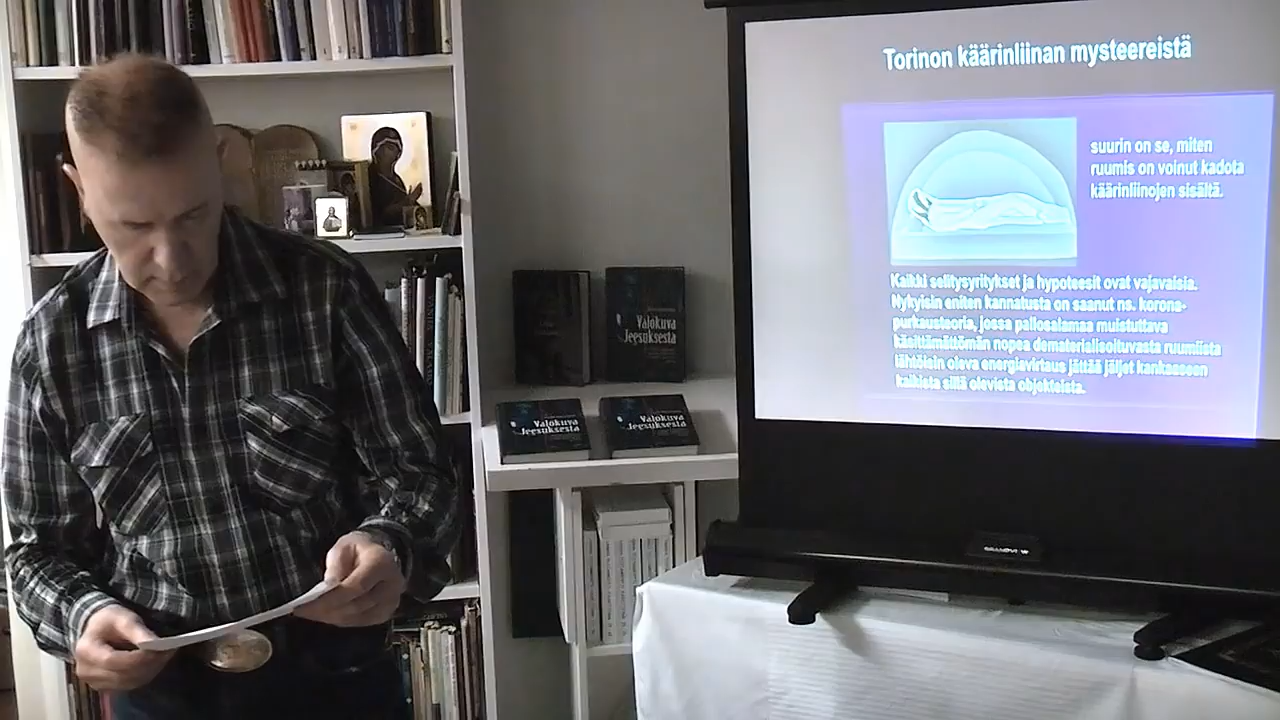 Torinon käärinliinan mysteereistä
suurin on se, miten
ruumis on voinut kadota
käärinliinojen sisältä.
Kaikki selitysyritykset ja hypoteesit ovat vajavaisia.
Nykyisin eniten kannatusta on saanut ns. korona-
purkausteoria, jossa pallosalamaa muistuttava
käsittämättömän nopea dematerialisoituvasta ruumiista
lähtöisin oleva energiavirtaus jättää jäljet kankaaseen
kaikista sillä olevista objekteista.
Valokuva
Jeesuksesta
Valokuva
Jeesuksesta
Valokuva
Jeesuksesta
GRANDVIEW